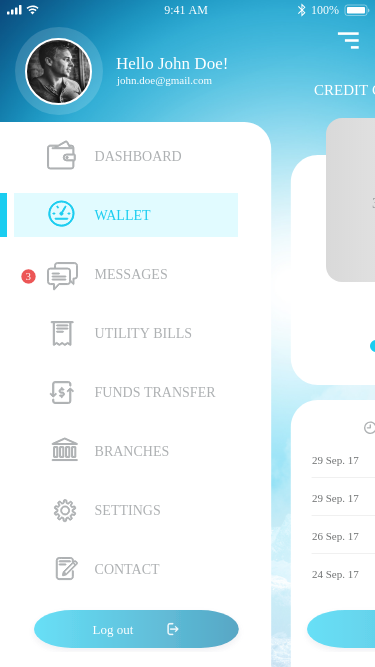 9:41 AM
100%
Hello John Doe!
john.doe@gmail.com
CREDIT
DASHBOARD
WALLET
3
MESSAGES
UTILITY BILLS
FUNDS TRANSFER
BRANCHES
SETTINGS
CONTACT
Log out
29 Sep. 17
29 Sep. 17
26 Sep. 17
24 Sep. 17